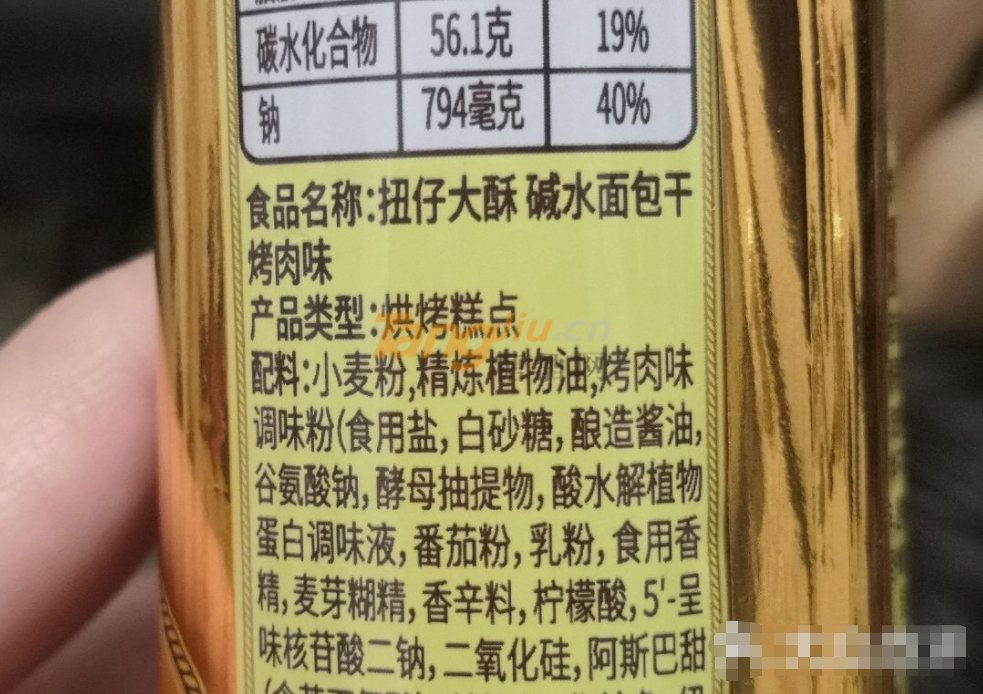 碳水化合物 56.1克 19%
钠 794毫克 40%
食品名称:扭仔大酥 碱水面包干
烤肉味
产品类型:烘烤糕点
Tangjiu.cn
配料:小麦粉,精炼植物油,烤肉味
调味粉(食用盐,白砂糖,酿造酱油,
谷氨酸钠,酵母抽提物,酸水解植物
蛋白调味液,番茄粉,乳粉,食用香
精,麦芽糊精,香辛料,柠檬酸,5'-呈
味核苷酸二钠,二氧化硅,阿斯巴甜